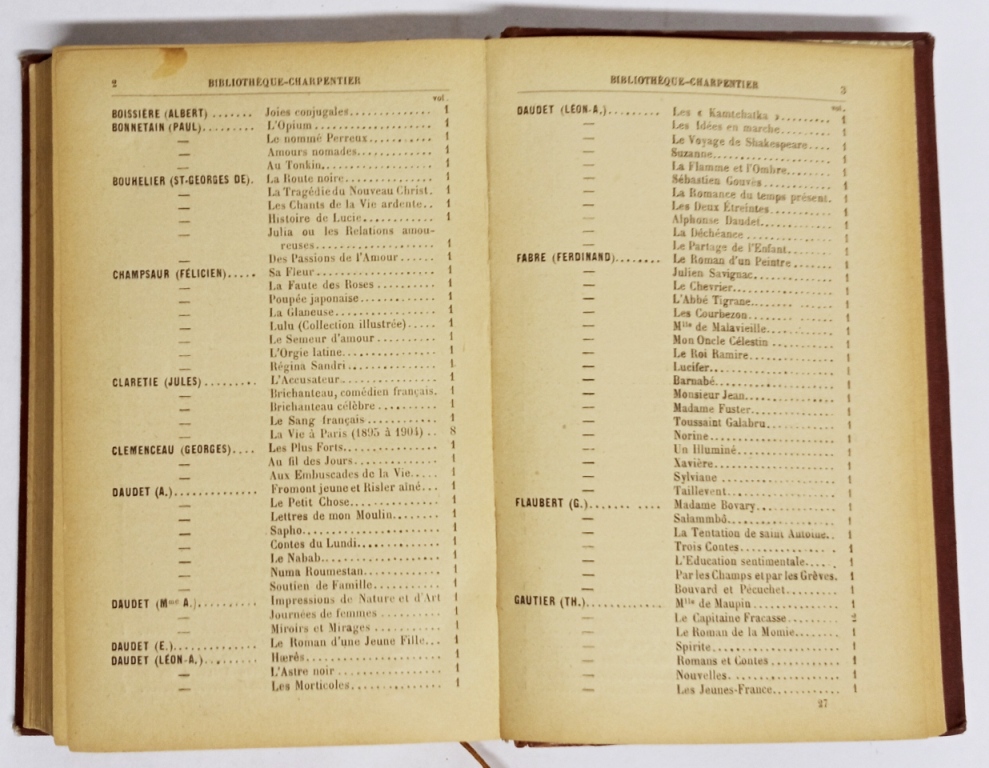 2
BIBLIOTHÈQUE-CHARPENTIER
vol.
BOISSIÈRE (ALBERT) ....... Joies conjugales.............. 1
BONNETAIN (PAUL)......... L'Opium.................... 1
— Le nommé Perreux............ 1
— Amours nomades............. 1
— Au Tonkin.................. 1
BOUHELIER (ST-GEORGES DE). La Route noire.............. 1
— La Tragédie du Nouveau Christ. 1
— Les Chants de la Vie ardente.. 1
— Histoire de Lucie............ 1
— Julia ou les Relations amou-
reuses..................... 1
— Des Passions de l'Amour...... 1
CHAMPSAUR (FÉLICIEN)..... Sa Fleur.................... 1
— La Faute des Roses.......... 1
— Poupée japonaise............ 1
— La Glaneuse................ 1
— Lulu (Collection illustrée)..... 1
— Le Semeur d'amour.......... 1
— L'Orgie latine............... 1
— Régina Sandri............... 1
CLARETIE (JULES)......... L'Accusateur................ 1
— Brichanteau, comédien français. 1
— Brichanteau célèbre.......... 1
— Le Sang français............ 1
— La Vie à Paris (1895 à 1904).. 8
CLEMENCEAU (GEORGES).... Les Plus Forts.............. 1
— Au fil des Jours............. 1
— Aux Embuscades de la Vie.... 1
DAUDET (A.)............. Fromont jeune et Risler aîné... 1
— Le Petit Chose.............. 1
— Lettres de mon Moulin....... 1
— Sapho..................... 1
— Contes du Lundi............ 1
— Le Nabab.................. 1
— Numa Roumestan........... 1
— Soutien de Famille.......... 1
DAUDET (Mme A.)......... Impressions de Nature et d'Art 1
— Journées de femmes......... 1
— Miroirs et Mirages.......... 1
DAUDET (E.)............. Le Roman d'une Jeune Fille... 1
DAUDET (LÉON-A.)........ Hœrès..................... 1
— L'Astre noir................ 1
— Les Morticoles.............. 1
BIBLIOTHÈQUE-CHARPENTIER
3
vol.
DAUDET (LÉON-A.)......... Les « Kamtchatka »......... 1
— Les Idées en marche........ 1
— Le Voyage de Shakespeare.... 1
— Suzanne................... 1
— La Flamme et l'Ombre....... 1
— Sébastien Gouvès........... 1
— La Romance du temps présent. 1
— Les Deux Étreintes.......... 1
— Alphonse Daudet............ 1
— La Déchéance.............. 1
— Le Partage de l'Enfant....... 1
FABRE (FERDINAND)....... Le Roman d'un Peintre....... 1
— Julien Savignac............. 1
— Le Chevrier................ 1
— L'Abbé Tigrane............. 1
— Les Courbezon............. 1
— Mlle de Malavieille.......... 1
— Mon Oncle Célestin......... 1
— Le Roi Ramire.............. 1
— Lucifer.................... 1
— Barnabé................... 1
— Monsieur Jean.............. 1
— Madame Fuster............. 1
— Toussaint Galabru........... 1
— Norine.................... 1
— Un Illuminé................ 1
— Xavière.................... 1
— Sylviane................... 1
— Taillevent................. 1
FLAUBERT (G.)....... .... Madame Bovary............. 1
— Salammbô.................. 1
— La Tentation de saint Antoine.. 1
— Trois Contes................ 1
— L'Education sentimentale..... 1
— Par les Champs et par les Grèves. 1
— Bouvard et Pécuchet......... 1
GAUTIER (TH.)............ Mlle de Maupin............. 1
— Le Capitaine Fracasse........ 2
— Le Roman de la Momie....... 1
— Spirite..................... 1
— Romans et Contes........... 1
— Nouvelles.................. 1
— Les Jeunes-France........... 1
27